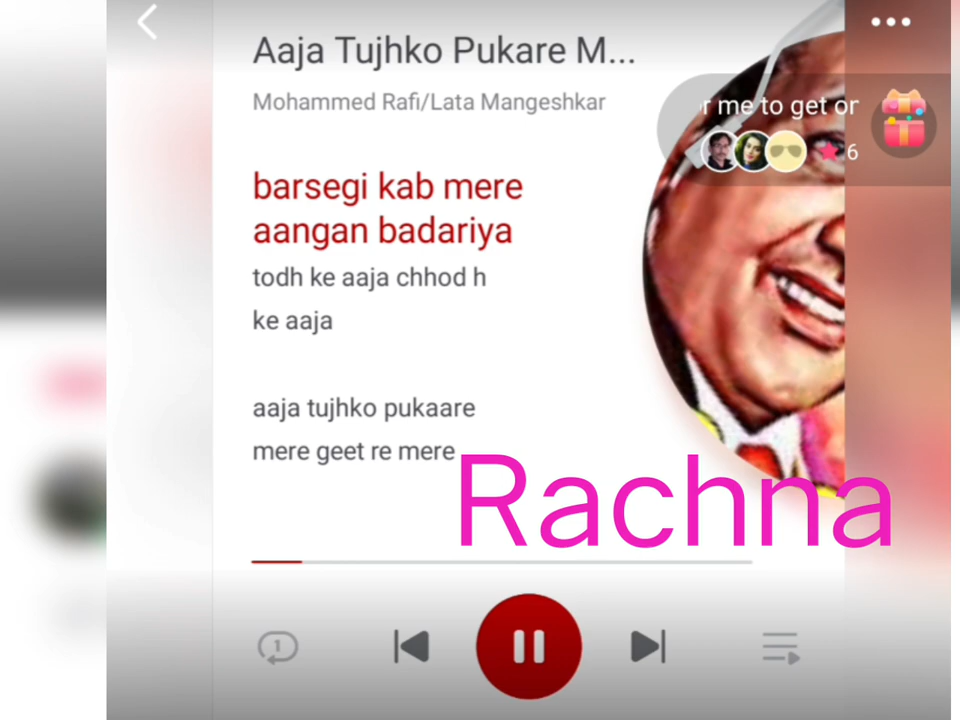 Aaja Tujhko Pukare M...
Mohammed Rafi/Lata Mangeshkar
r me to get or
6
barsegi kab mere
aangan badariya
todh ke aaja chhod h
ke aaja
aaja tujhko pukaare
mere geet re mere
Rachna
1